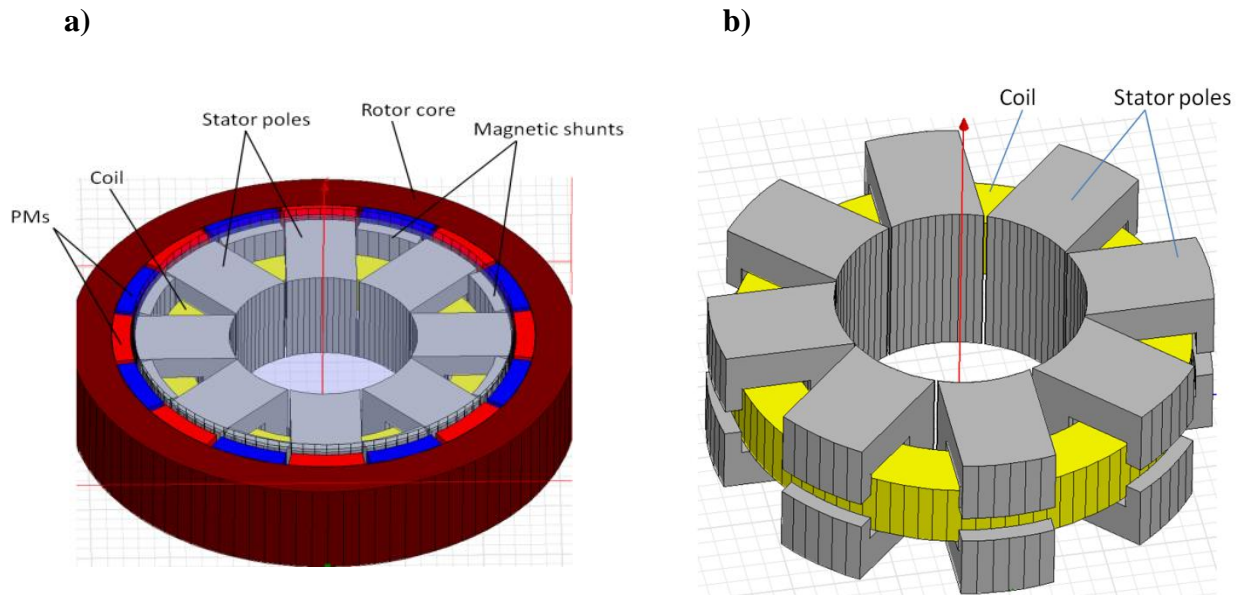 a)
b)
Rotor core
Stator poles
Magnetic shunts
Coil
PMs
Coil
Stator poles